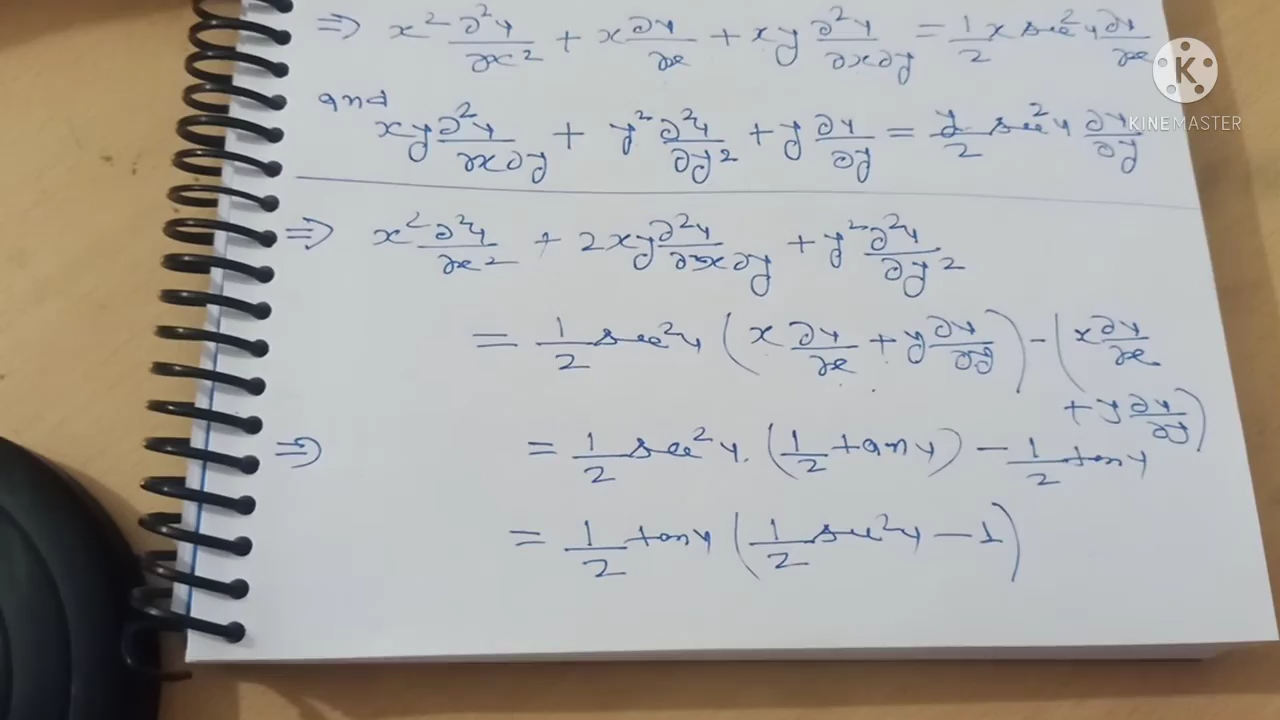 ⇒ x² ∂²u/∂x² + x ∂u/∂x + xy ∂²u/∂x∂y = 1/2 x sec²u ∂u/∂x
and
xy ∂²u/∂x∂y + y² ∂²u/∂y² + y ∂u/∂y = y/2 sec²u ∂u/∂y
⇒ x² ∂²u/∂x² + 2xy ∂²u/∂x∂y + y² ∂²u/∂y²
= 1/2 sec²u (x ∂u/∂x + y ∂u/∂y) - (x ∂u/∂x
+ y ∂u/∂y)
⇒ = 1/2 sec²u. (1/2 tan u) - 1/2 tan u
= 1/2 tan u (1/2 sec²u - 1)
K
KINEMASTER